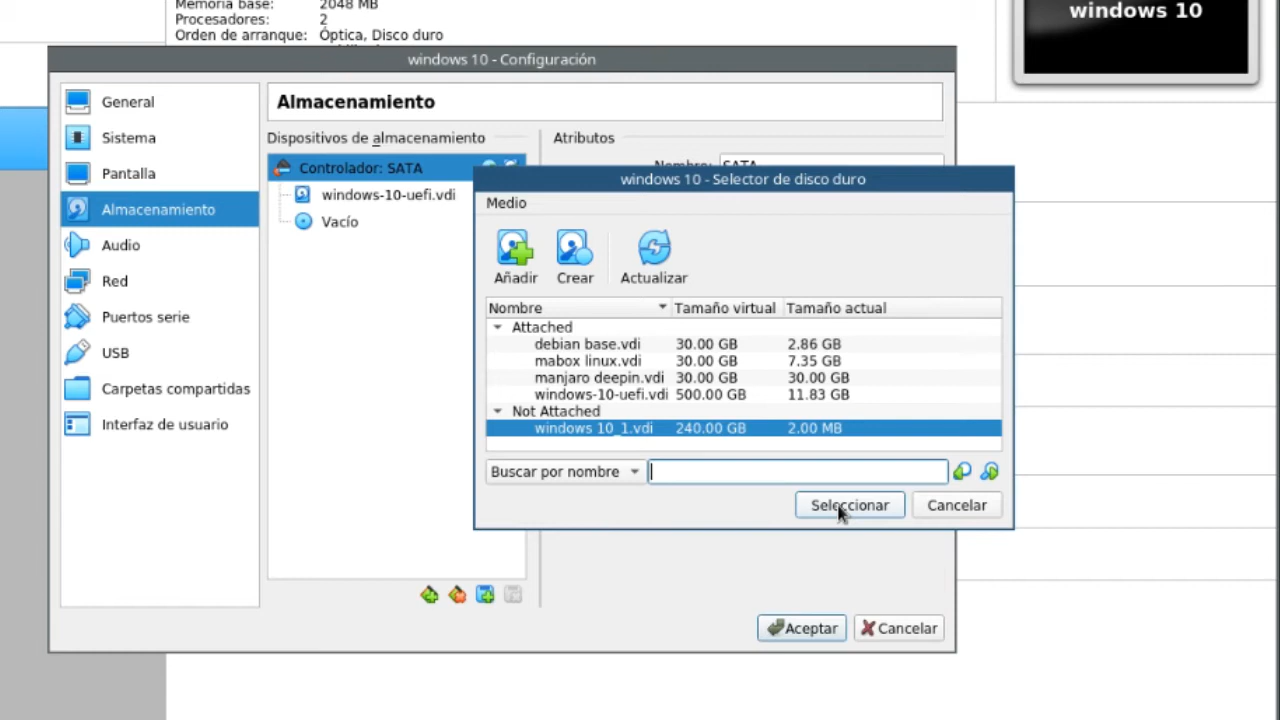 Memoria base: 2048 MB
Procesadores: 2
Orden de arranque: Óptica, Disco duro
windows 10
windows 10 - Configuración
General
Sistema
Pantalla
Almacenamiento
Audio
Red
Puertos serie
USB
Carpetas compartidas
Interfaz de usuario
Almacenamiento
Dispositivos de almacenamiento
Controlador: SATA
windows-10-uefi.vdi
Vacío
Atributos
Nombre: SATA
windows 10 - Selector de disco duro
Medio
Añadir Crear Actualizar
Nombre Tamaño virtual Tamaño actual
Attached
debian base.vdi 30.00 GB 2.86 GB
mabox linux.vdi 30.00 GB 7.35 GB
manjaro deepin.vdi 30.00 GB 30.00 GB
windows-10-uefi.vdi 500.00 GB 11.83 GB
Not Attached
windows 10_1.vdi 240.00 GB 2.00 MB
Buscar por nombre
Seleccionar Cancelar
Aceptar Cancelar